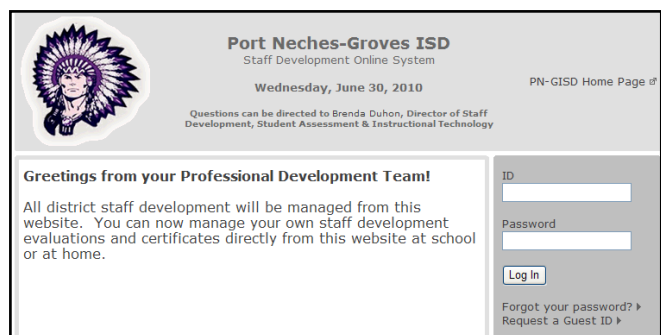 Port Neches-Groves ISD
Staff Development Online System
Wednesday, June 30, 2010
PN-GISD Home Page
Questions can be directed to Brenda Duhon, Director of Staff
Development, Student Assessment & Instructional Technology
Greetings from your Professional Development Team!
All district staff development will be managed from this
website. You can now manage your own staff development
evaluations and certificates directly from this website at school
or at home.
ID
Password
Log In
Forgot your password?
Request a Guest ID